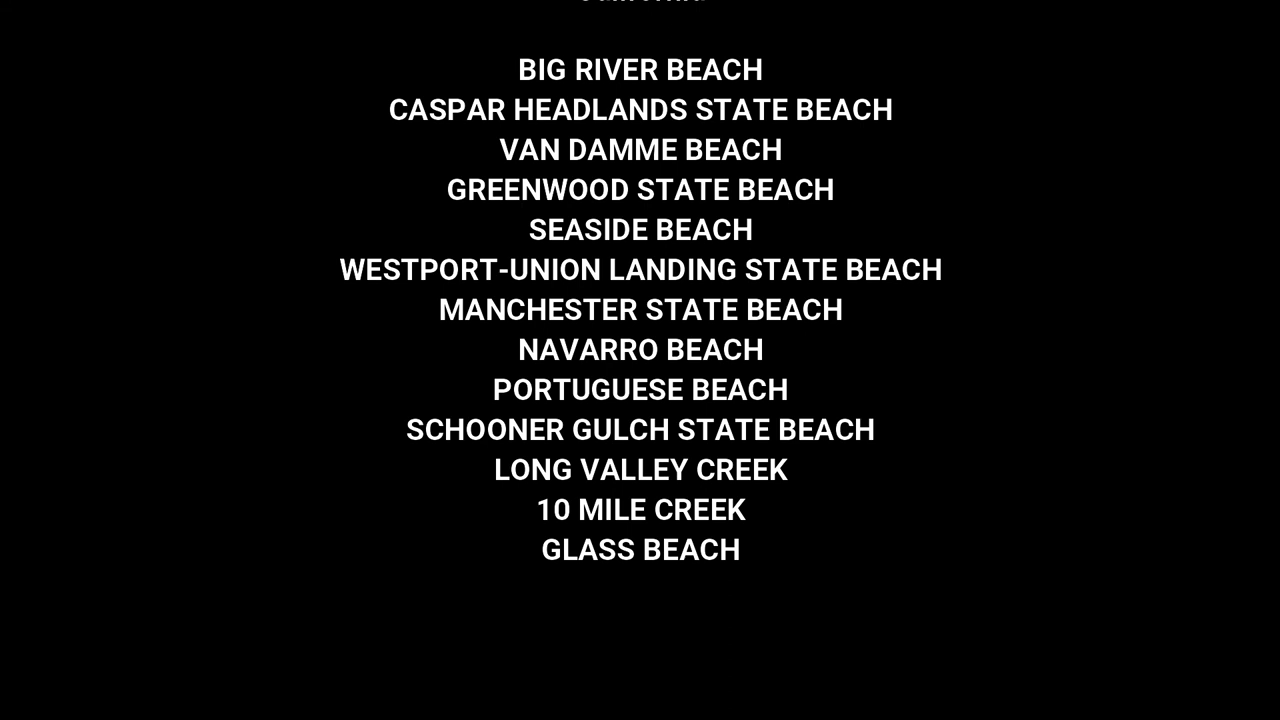 BIG RIVER BEACH
CASPAR HEADLANDS STATE BEACH
VAN DAMME BEACH
GREENWOOD STATE BEACH
SEASIDE BEACH
WESTPORT-UNION LANDING STATE BEACH
MANCHESTER STATE BEACH
NAVARRO BEACH
PORTUGUESE BEACH
SCHOONER GULCH STATE BEACH
LONG VALLEY CREEK
10 MILE CREEK
GLASS BEACH